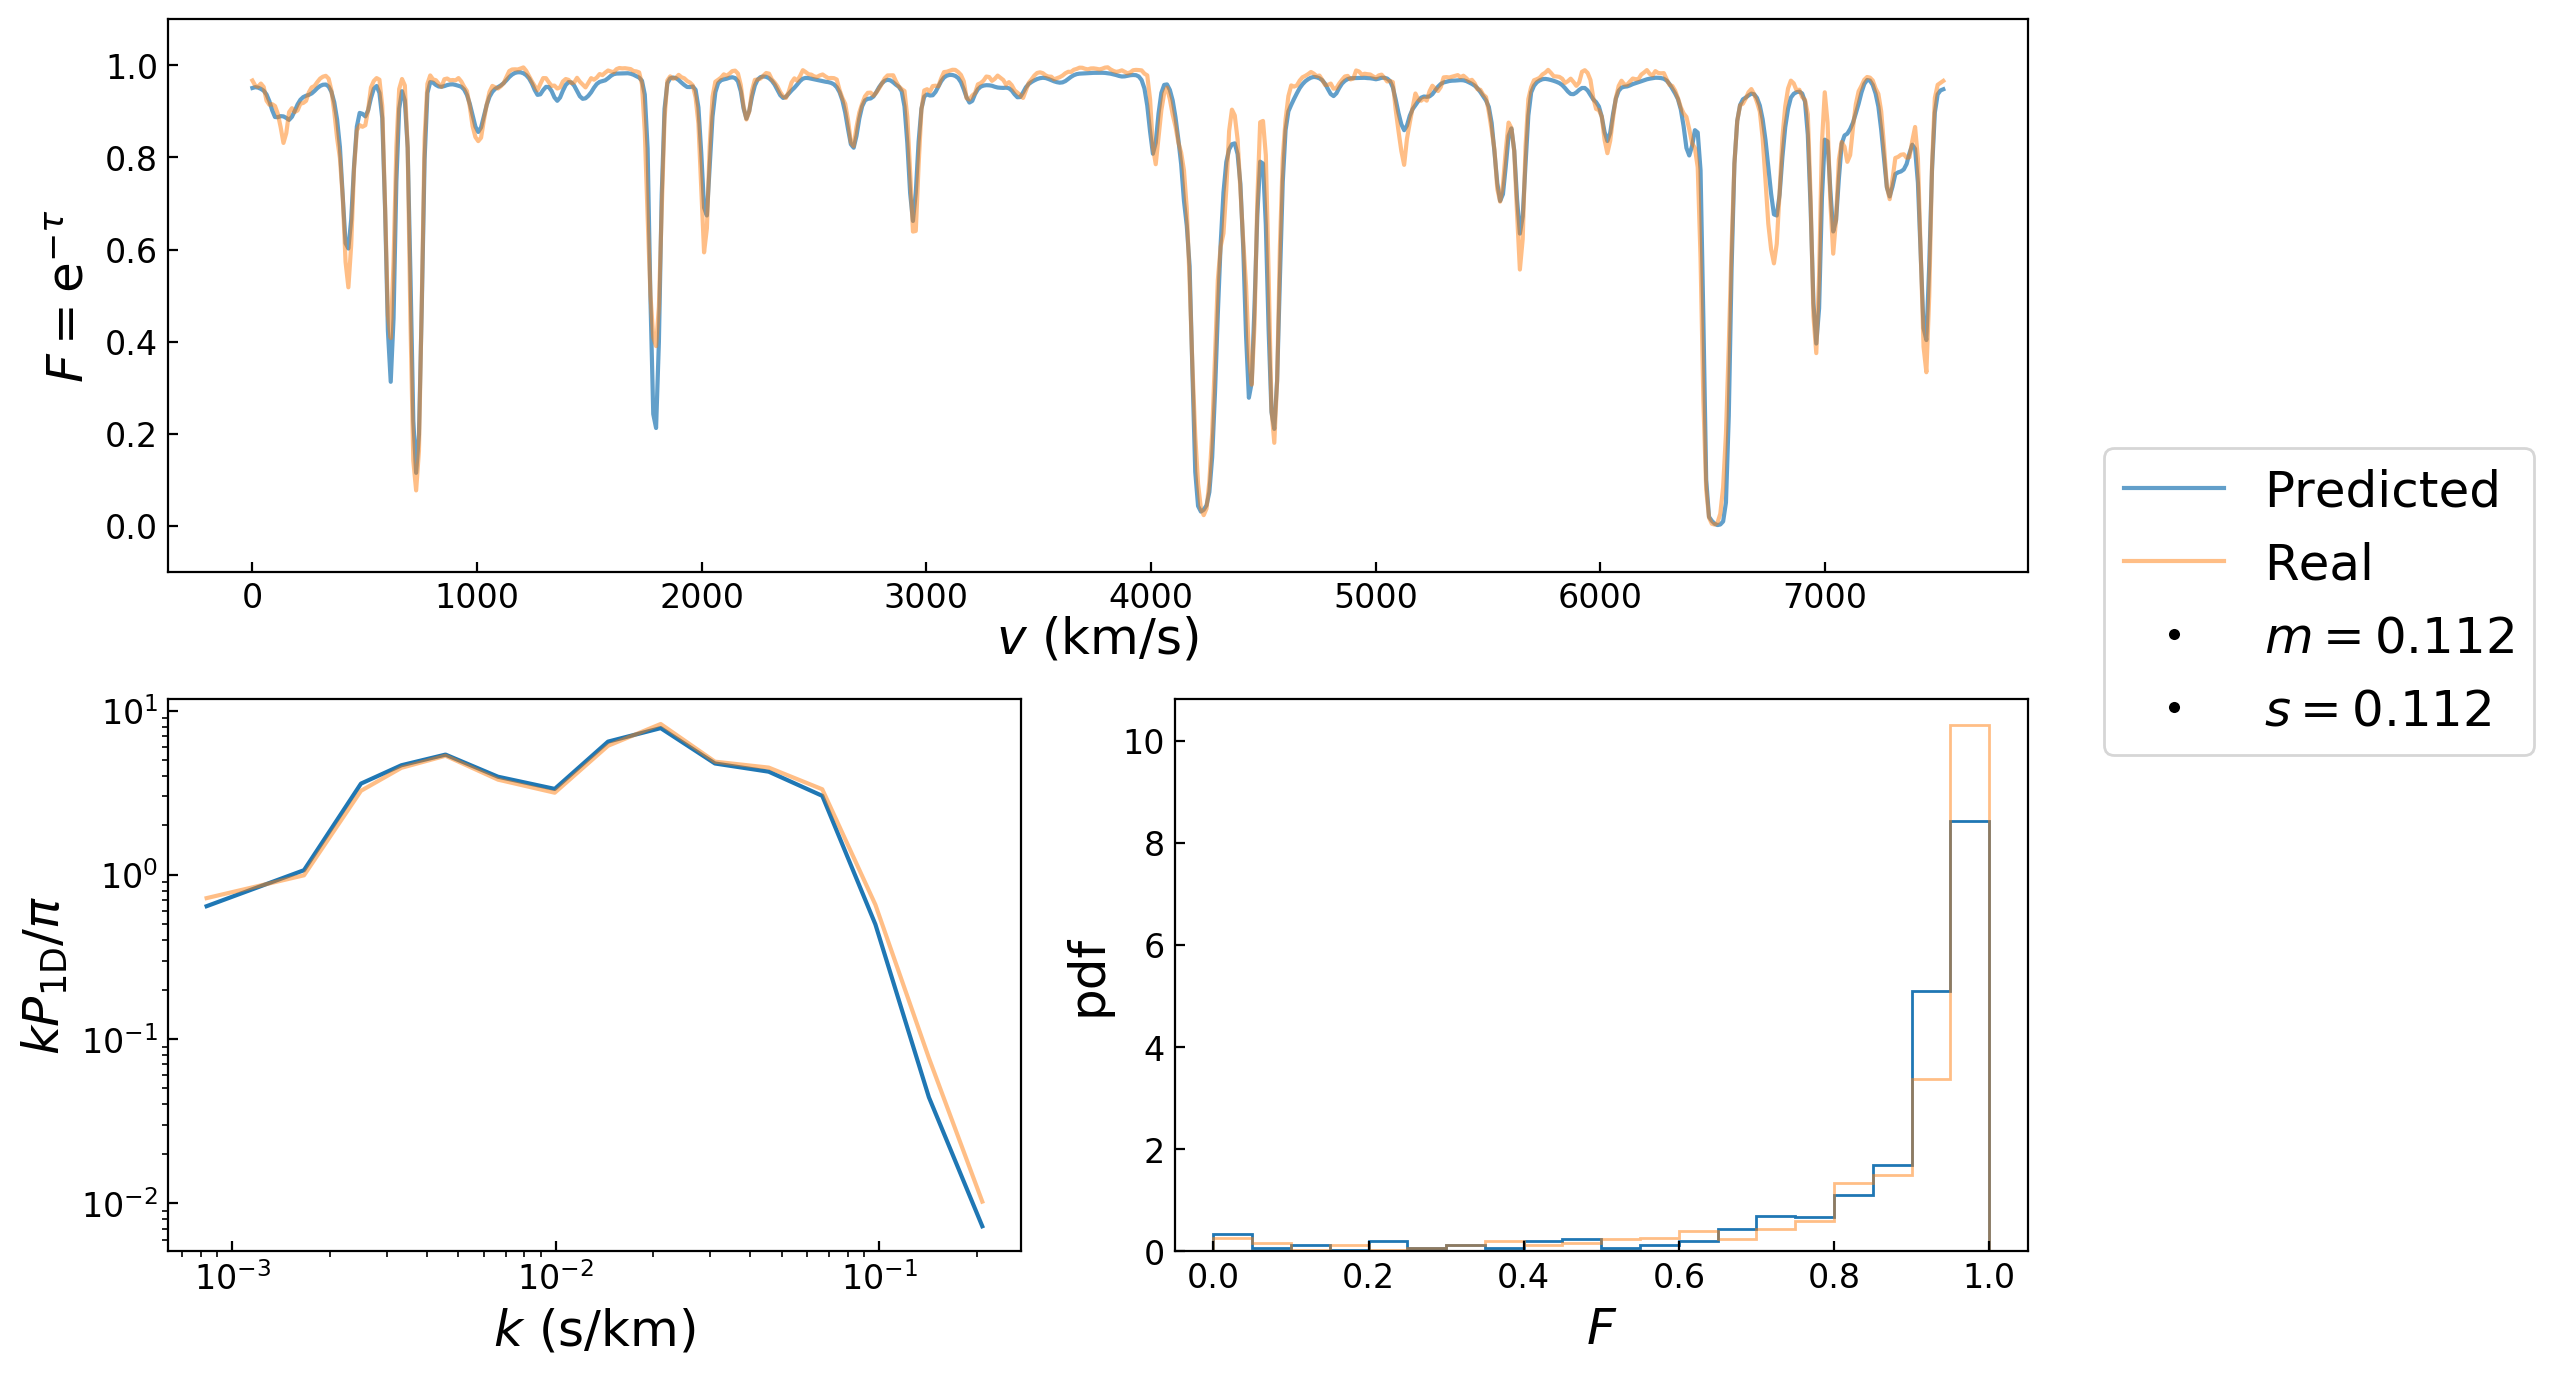 1.0
0.8
0.6
0.4
0.2
0.0
F = e^{−τ}
0 1000 2000 3000 4000 5000 6000 7000
v (km/s)
Predicted
Real
m = 0.112
s = 0.112
10^1
10^0
10^{−1}
10^{−2}
kP_{1D}/π
10^{−3} 10^{−2} 10^{−1}
k (s/km)
10
8
6
4
2
0
pdf
0.0 0.2 0.4 0.6 0.8 1.0
F